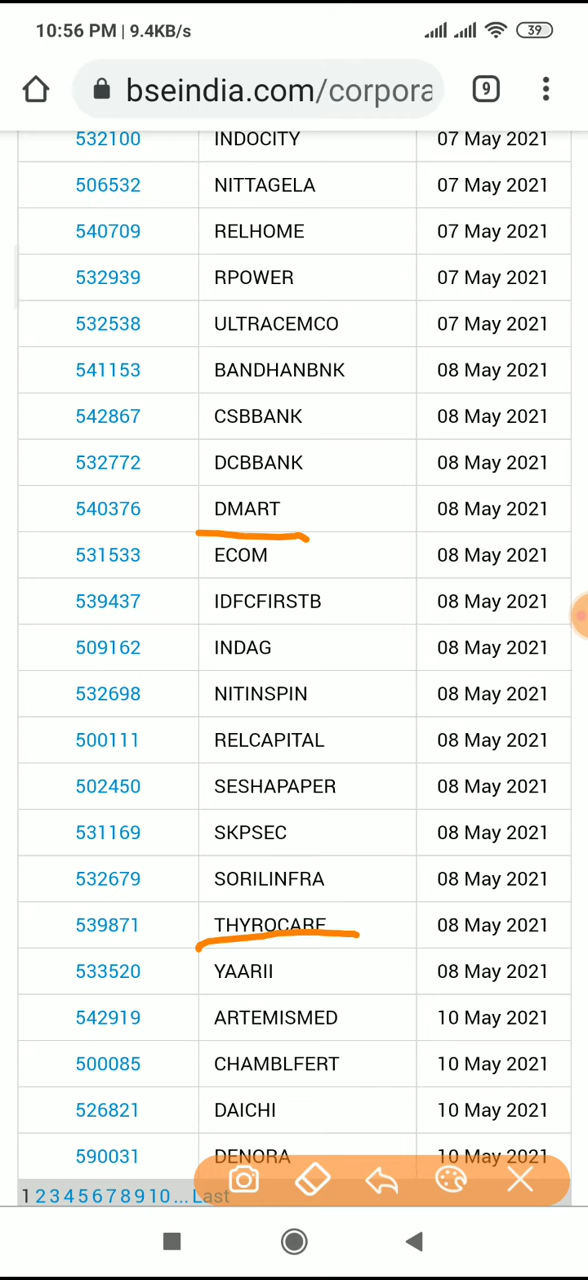 10:56 PM | 9.4KB/s 39
bseindia.com/corpora 9
532100 INDOCITY 07 May 2021
506532 NITTAGELA 07 May 2021
540709 RELHOME 07 May 2021
532939 RPOWER 07 May 2021
532538 ULTRACEMCO 07 May 2021
541153 BANDHANBNK 08 May 2021
542867 CSBBANK 08 May 2021
532772 DCBBANK 08 May 2021
540376 DMART 08 May 2021
531533 ECOM 08 May 2021
539437 IDFCFIRSTB 08 May 2021
509162 INDAG 08 May 2021
532698 NITINSPIN 08 May 2021
500111 RELCAPITAL 08 May 2021
502450 SESHAPAPER 08 May 2021
531169 SKPSEC 08 May 2021
532679 SORILINFRA 08 May 2021
539871 THYROCARE 08 May 2021
533520 YAARII 08 May 2021
542919 ARTEMISMED 10 May 2021
500085 CHAMBLFERT 10 May 2021
526821 DAICHI 10 May 2021
590031 DENORA 10 May 2021
1 2 3 4 5 6 7 8 9 10 ... Last